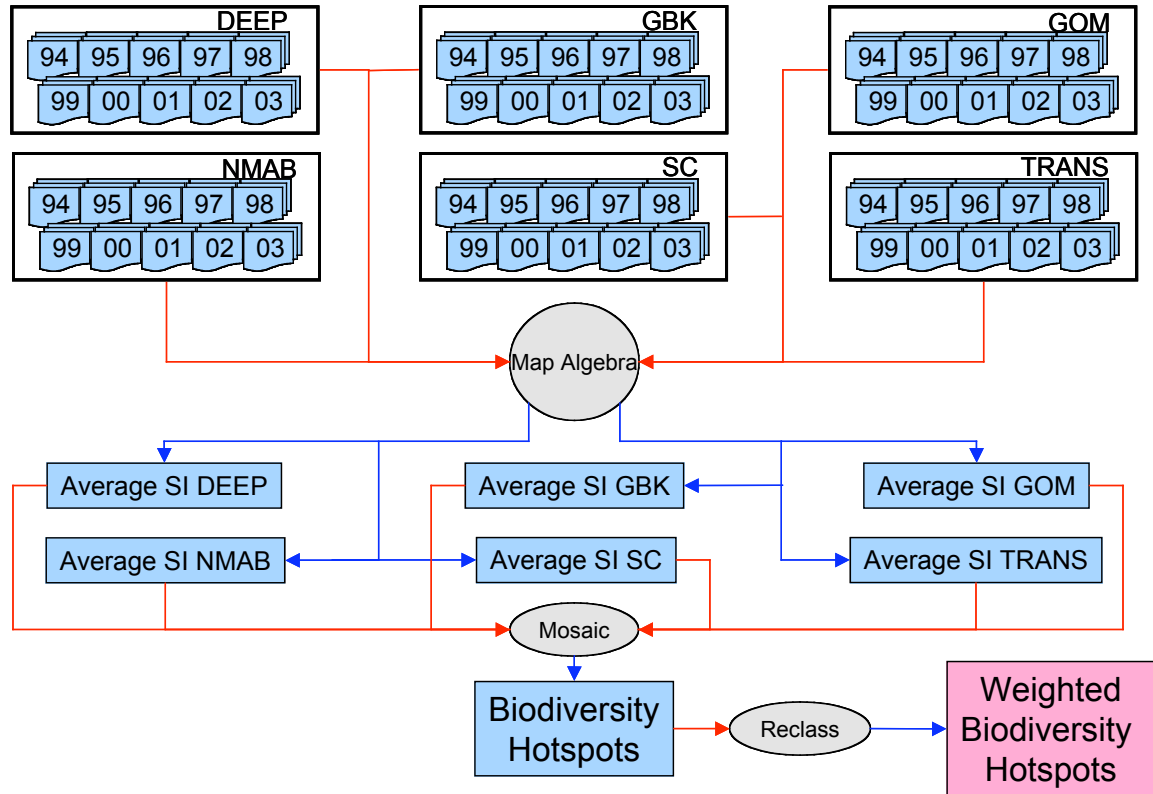 DEEP
94 95 96 97 98
99 00 01 02 03
GBK
94 95 96 97 98
99 00 01 02 03
GOM
94 95 96 97 98
99 00 01 02 03
NMAB
94 95 96 97 98
99 00 01 02 03
SC
94 95 96 97 98
99 00 01 02 03
TRANS
94 95 96 97 98
99 00 01 02 03
Map Algebra
Average SI DEEP
Average SI GBK
Average SI GOM
Average SI NMAB
Average SI SC
Average SI TRANS
Mosaic
Biodiversity
Hotspots
Reclass
Weighted
Biodiversity
Hotspots